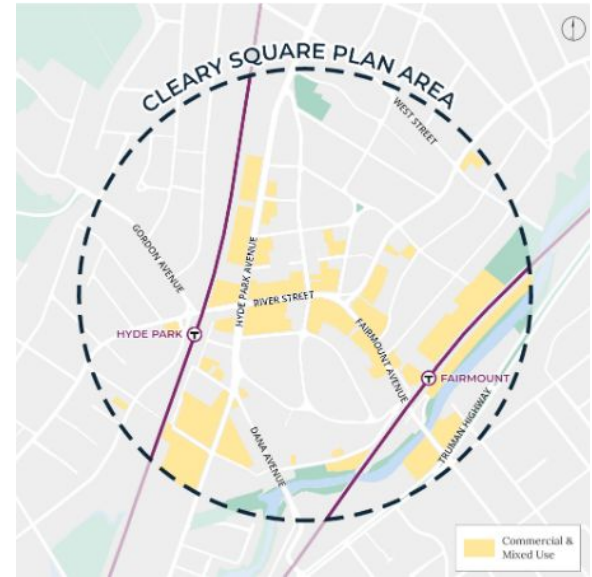 CLEARY SQUARE PLAN AREA
WEST STREET
GORDON AVENUE
HYDE PARK AVENUE
RIVER STREET
HYDE PARK
T
FAIRMOUNT AVENUE
T
FAIRMOUNT
TRUMAN HIGHWAY
DANA AVENUE
Commercial &
Mixed Use